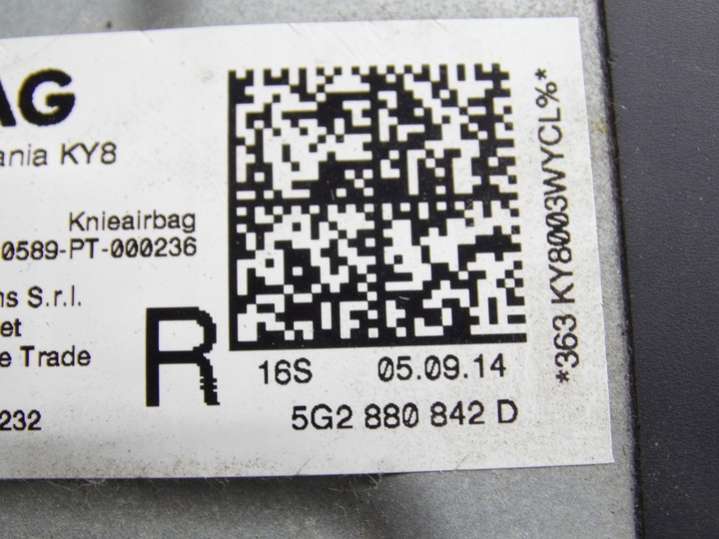 AG
ania KY8
Knieairbag
0589-PT-000236
ns S.r.l.
et
e Trade
232
R
16S 05.09.14
5G2 880 842 D
*363 KY8003WYCL%*